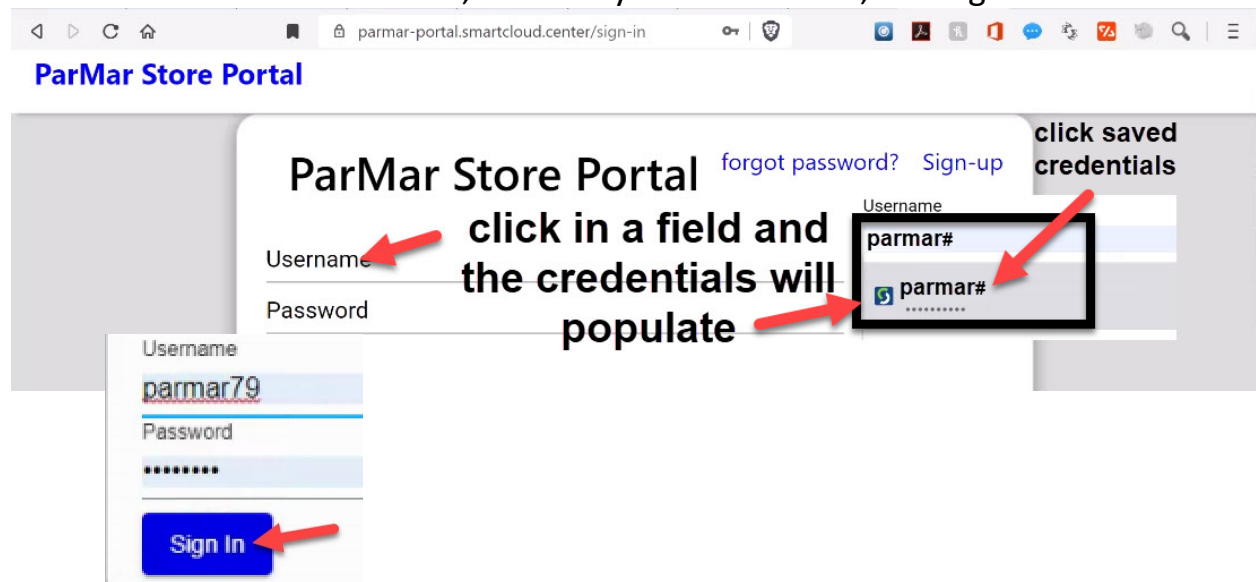 parmar-portal.smartcloud.center/sign-in
ParMar Store Portal
ParMar Store Portal
forgot password? Sign-up
click saved
credentials
Username
parmar#
parmar#
••••••••••
Username
click in a field and
the credentials will
populate
Password
Username
parmar79
Password
••••••••
Sign In